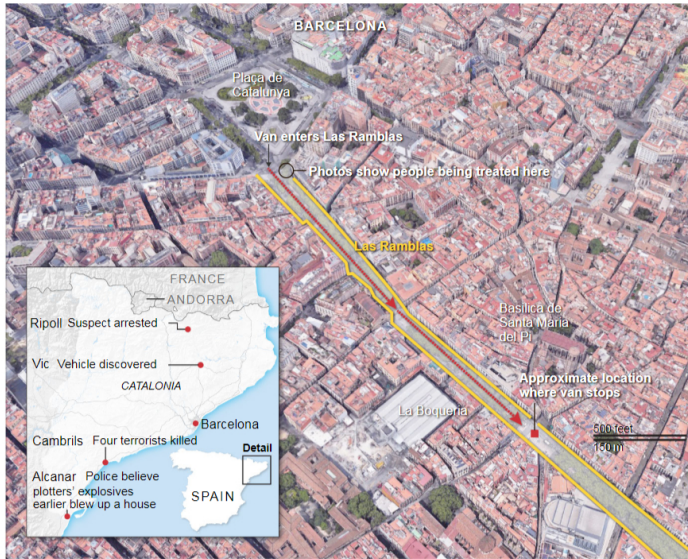 BARCELONA
Plaça de
Catalunya
Van enters Las Ramblas
Photos show people being treated here
Las Ramblas
Basilica de
Santa Maria
del Pi
Approximate location
where van stops
La Boqueria
500 feet
150 m
FRANCE
ANDORRA
Ripoll Suspect arrested
Vic Vehicle discovered
CATALONIA
Barcelona
Cambrils Four terrorists killed
Detail
Alcanar Police believe
plotters' explosives
earlier blew up a house
SPAIN